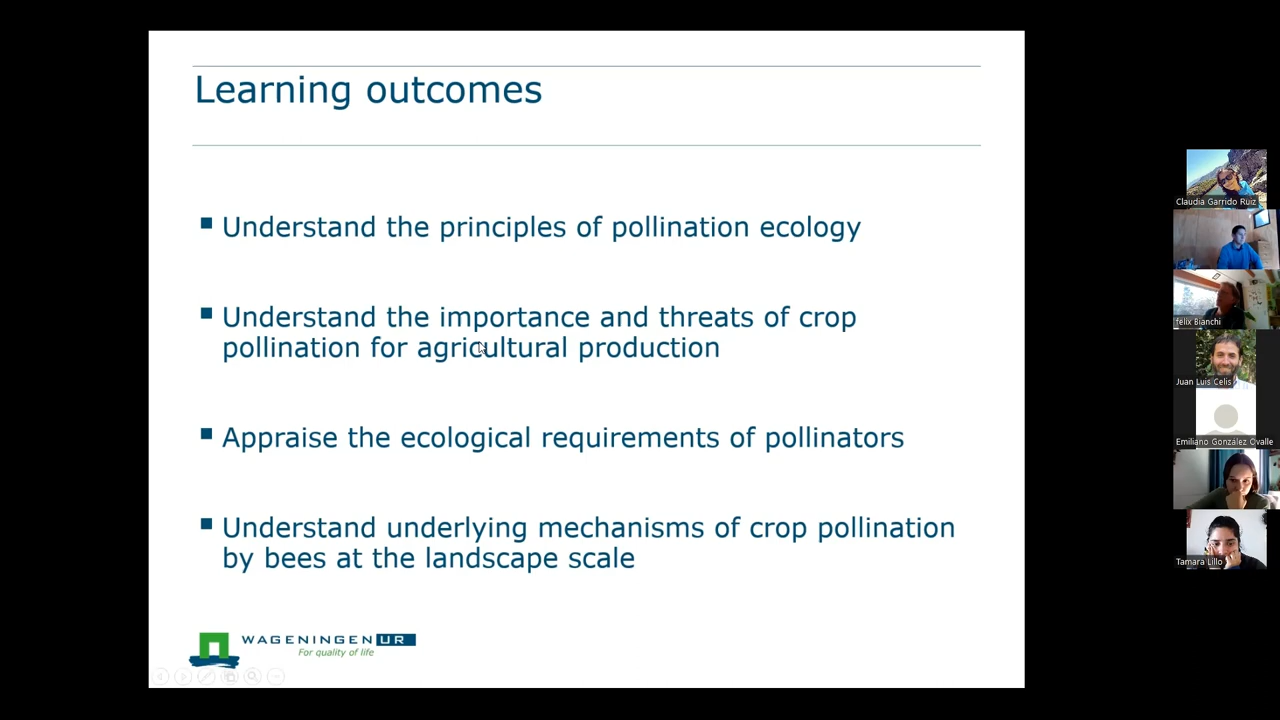 Learning outcomes
Understand the principles of pollination ecology
Understand the importance and threats of crop
pollination for agricultural production
Appraise the ecological requirements of pollinators
Understand underlying mechanisms of crop pollination
by bees at the landscape scale
WAGENINGEN UR
For quality of life
Claudia Garrido Ruiz
felix Bianchi
Juan Luis Celis
Emiliano González Ovalle
Tamara Lillo